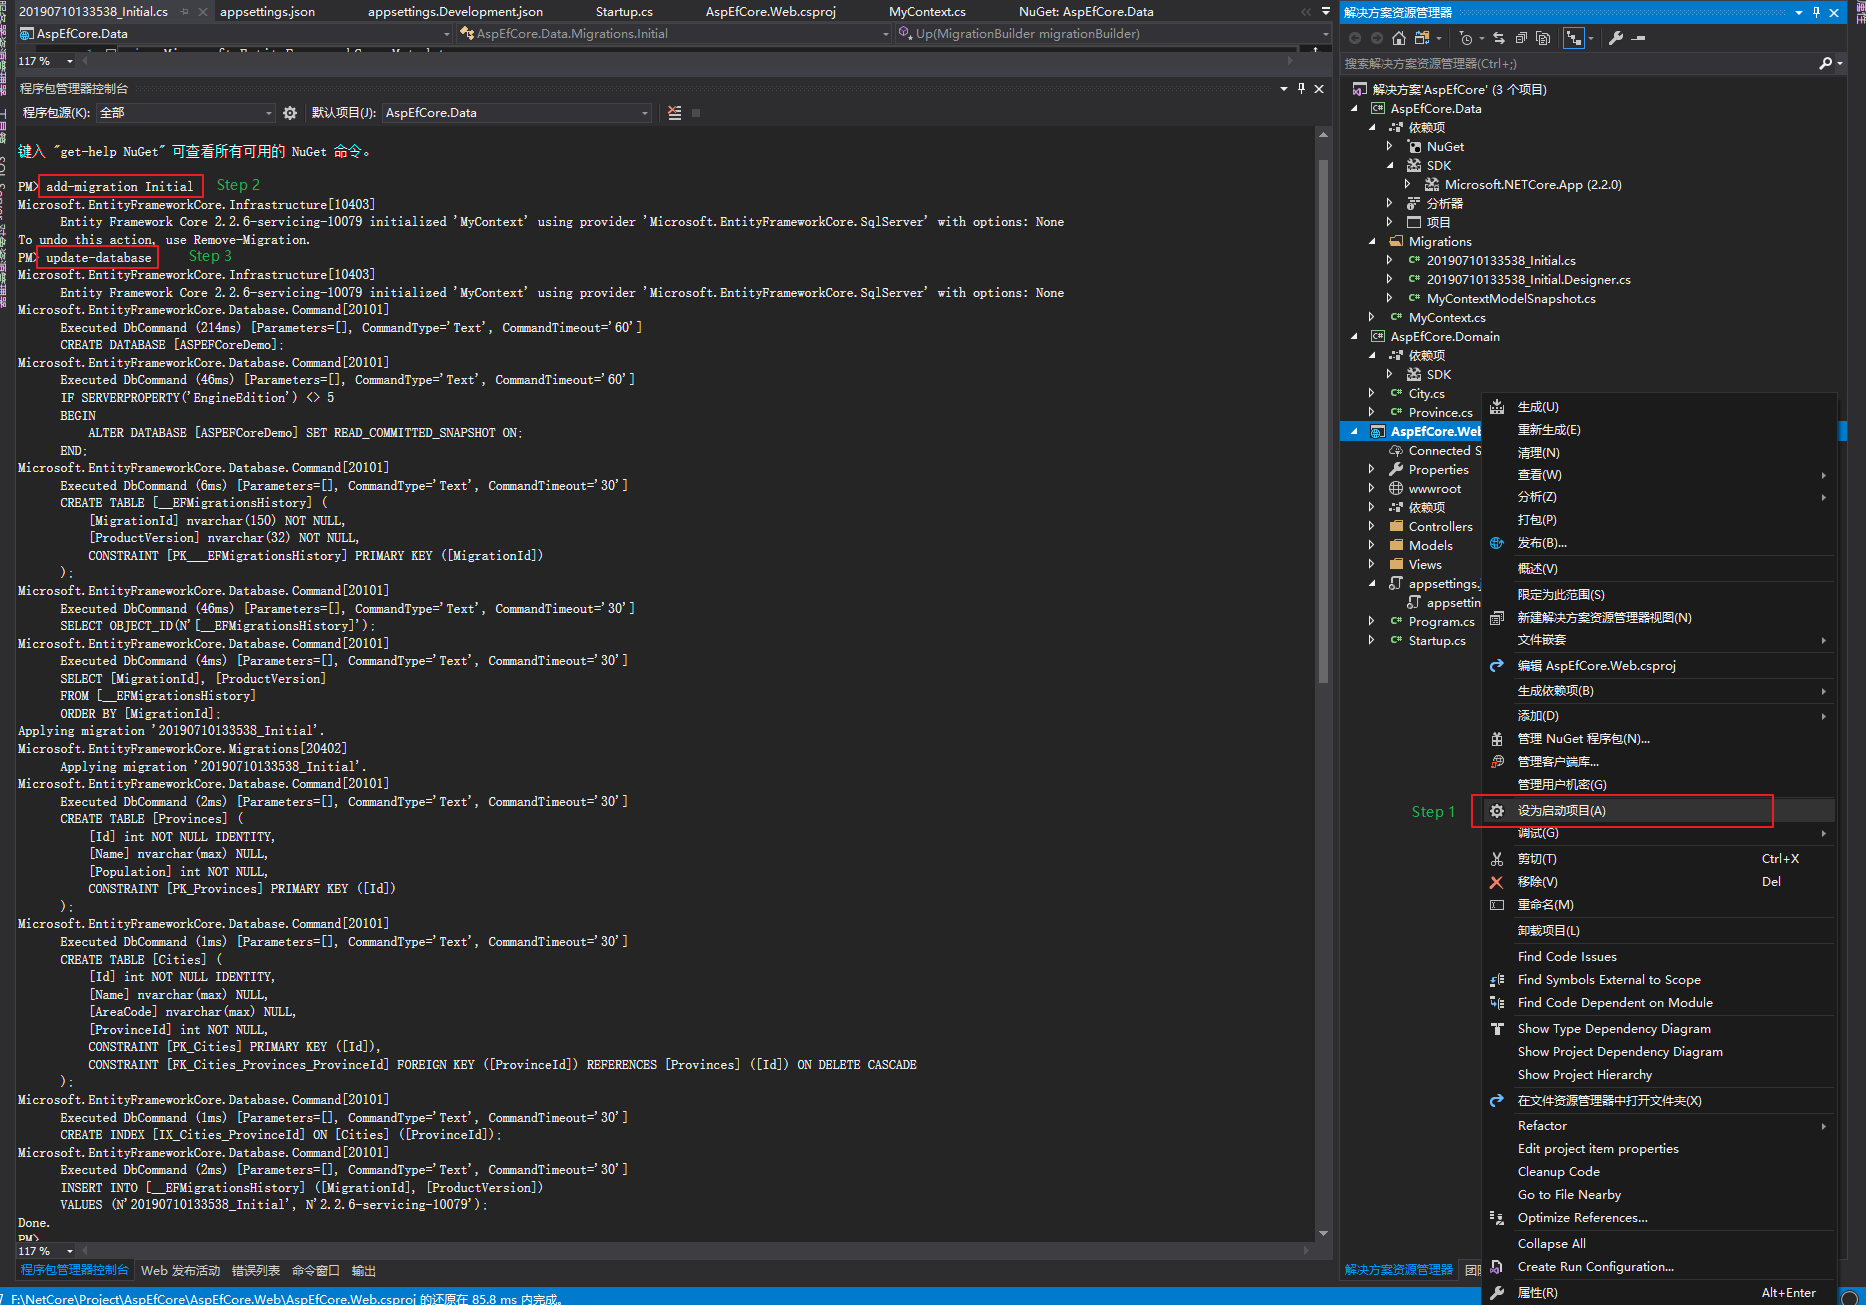 20190710133538_Initial.cs
appsettings.json
appsettings.Development.json
Startup.cs
AspEfCore.Web.csproj
MyContext.cs
NuGet: AspEfCore.Data
AspEfCore.Data
AspEfCore.Data.Migrations.Initial
Up(MigrationBuilder migrationBuilder)
117 %
程序包管理器控制台
程序包源(K): 全部
默认项目(J): AspEfCore.Data
键入 "get-help NuGet" 可查看所有可用的 NuGet 命令。
PM> add-migration Initial
Step 2
Microsoft.EntityFrameworkCore.Infrastructure[10403]
Entity Framework Core 2.2.6-servicing-10079 initialized 'MyContext' using provider 'Microsoft.EntityFrameworkCore.SqlServer' with options: None
To undo this action, use Remove-Migration.
PM> update-database
Step 3
Microsoft.EntityFrameworkCore.Infrastructure[10403]
Entity Framework Core 2.2.6-servicing-10079 initialized 'MyContext' using provider 'Microsoft.EntityFrameworkCore.SqlServer' with options: None
Microsoft.EntityFrameworkCore.Database.Command[20101]
Executed DbCommand (214ms) [Parameters=[], CommandType='Text', CommandTimeout='60']
CREATE DATABASE [ASPEFCoreDemo];
Microsoft.EntityFrameworkCore.Database.Command[20101]
Executed DbCommand (46ms) [Parameters=[], CommandType='Text', CommandTimeout='60']
IF SERVERPROPERTY('EngineEdition') <> 5
BEGIN
ALTER DATABASE [ASPEFCoreDemo] SET READ_COMMITTED_SNAPSHOT ON;
END;
Microsoft.EntityFrameworkCore.Database.Command[20101]
Executed DbCommand (6ms) [Parameters=[], CommandType='Text', CommandTimeout='30']
CREATE TABLE [__EFMigrationsHistory] (
[MigrationId] nvarchar(150) NOT NULL,
[ProductVersion] nvarchar(32) NOT NULL,
CONSTRAINT [PK___EFMigrationsHistory] PRIMARY KEY ([MigrationId])
);
Microsoft.EntityFrameworkCore.Database.Command[20101]
Executed DbCommand (46ms) [Parameters=[], CommandType='Text', CommandTimeout='30']
SELECT OBJECT_ID(N'[__EFMigrationsHistory]');
Microsoft.EntityFrameworkCore.Database.Command[20101]
Executed DbCommand (4ms) [Parameters=[], CommandType='Text', CommandTimeout='30']
SELECT [MigrationId], [ProductVersion]
FROM [__EFMigrationsHistory]
ORDER BY [MigrationId];
Applying migration '20190710133538_Initial'.
Microsoft.EntityFrameworkCore.Migrations[20402]
Applying migration '20190710133538_Initial'.
Microsoft.EntityFrameworkCore.Database.Command[20101]
Executed DbCommand (2ms) [Parameters=[], CommandType='Text', CommandTimeout='30']
CREATE TABLE [Provinces] (
[Id] int NOT NULL IDENTITY,
[Name] nvarchar(max) NULL,
[Population] int NOT NULL,
CONSTRAINT [PK_Provinces] PRIMARY KEY ([Id])
);
Microsoft.EntityFrameworkCore.Database.Command[20101]
Executed DbCommand (1ms) [Parameters=[], CommandType='Text', CommandTimeout='30']
CREATE TABLE [Cities] (
[Id] int NOT NULL IDENTITY,
[Name] nvarchar(max) NULL,
[AreaCode] nvarchar(max) NULL,
[ProvinceId] int NOT NULL,
CONSTRAINT [PK_Cities] PRIMARY KEY ([Id]),
CONSTRAINT [FK_Cities_Provinces_ProvinceId] FOREIGN KEY ([ProvinceId]) REFERENCES [Provinces] ([Id]) ON DELETE CASCADE
);
Microsoft.EntityFrameworkCore.Database.Command[20101]
Executed DbCommand (1ms) [Parameters=[], CommandType='Text', CommandTimeout='30']
CREATE INDEX [IX_Cities_ProvinceId] ON [Cities] ([ProvinceId]);
Microsoft.EntityFrameworkCore.Database.Command[20101]
Executed DbCommand (2ms) [Parameters=[], CommandType='Text', CommandTimeout='30']
INSERT INTO [__EFMigrationsHistory] ([MigrationId], [ProductVersion])
VALUES (N'20190710133538_Initial', N'2.2.6-servicing-10079');
Done.
PM>
117 %
程序包管理器控制台 Web 发布活动 错误列表 命令窗口 输出
F:\NetCore\Project\AspEfCore\AspEfCore.Web\AspEfCore.Web.csproj 的还原在 85.8 ms 内完成。
解决方案资源管理器
搜索解决方案资源管理器(Ctrl+;)
解决方案'AspEfCore' (3 个项目)
AspEfCore.Data
依赖项
NuGet
SDK
Microsoft.NETCore.App (2.2.0)
分析器
项目
Migrations
20190710133538_Initial.cs
20190710133538_Initial.Designer.cs
MyContextModelSnapshot.cs
MyContext.cs
AspEfCore.Domain
依赖项
SDK
City.cs
Province.cs
AspEfCore.Web
Connected S
Properties
wwwroot
依赖项
Controllers
Models
Views
appsettings.
appsettin
Program.cs
Startup.cs
解决方案资源管理器
生成(U)
重新生成(E)
清理(N)
查看(W)
分析(Z)
打包(P)
发布(B)...
概述(V)
限定为此范围(S)
新建解决方案资源管理器视图(N)
文件嵌套
编辑 AspEfCore.Web.csproj
生成依赖项(B)
添加(D)
管理 NuGet 程序包(N)...
管理客户端库...
管理用户机密(G)
Step 1
设为启动项目(A)
调试(G)
剪切(T) Ctrl+X
移除(V) Del
重命名(M)
卸载项目(L)
Find Code Issues
Find Symbols External to Scope
Find Code Dependent on Module
Show Type Dependency Diagram
Show Project Dependency Diagram
Show Project Hierarchy
在文件资源管理器中打开文件夹(X)
Refactor
Edit project item properties
Cleanup Code
Go to File Nearby
Optimize References...
Collapse All
Create Run Configuration...
属性(R) Alt+Enter